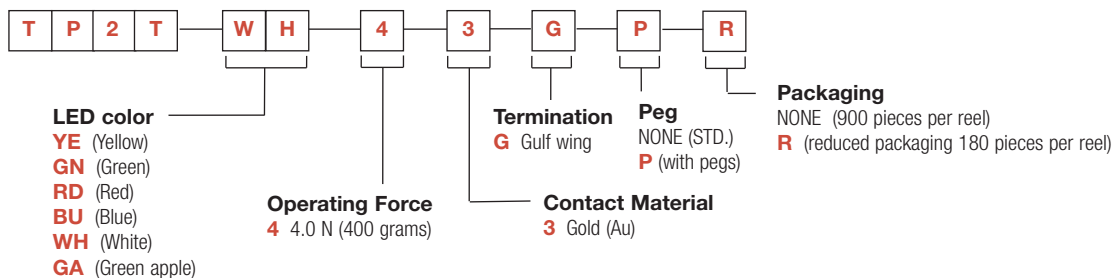 T P 2 T W H 4 3 G P R
LED color
YE (Yellow)
GN (Green)
RD (Red)
BU (Blue)
WH (White)
GA (Green apple)
Operating Force
4 4.0 N (400 grams)
Contact Material
3 Gold (Au)
Termination
G Gulf wing
Peg
NONE (STD.)
P (with pegs)
Packaging
NONE (900 pieces per reel)
R (reduced packaging 180 pieces per reel)